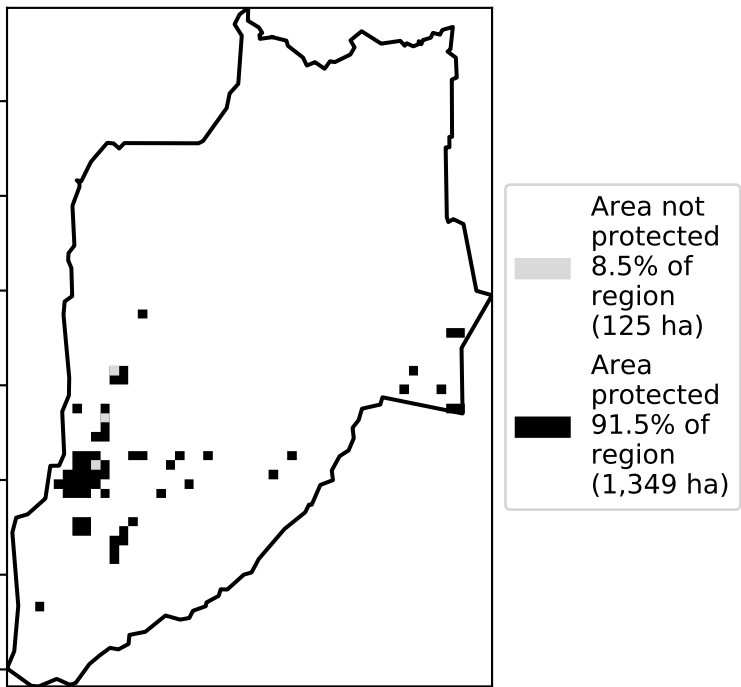 Area not
protected
8.5% of
region
(125 ha)
Area
protected
91.5% of
region
(1,349 ha)